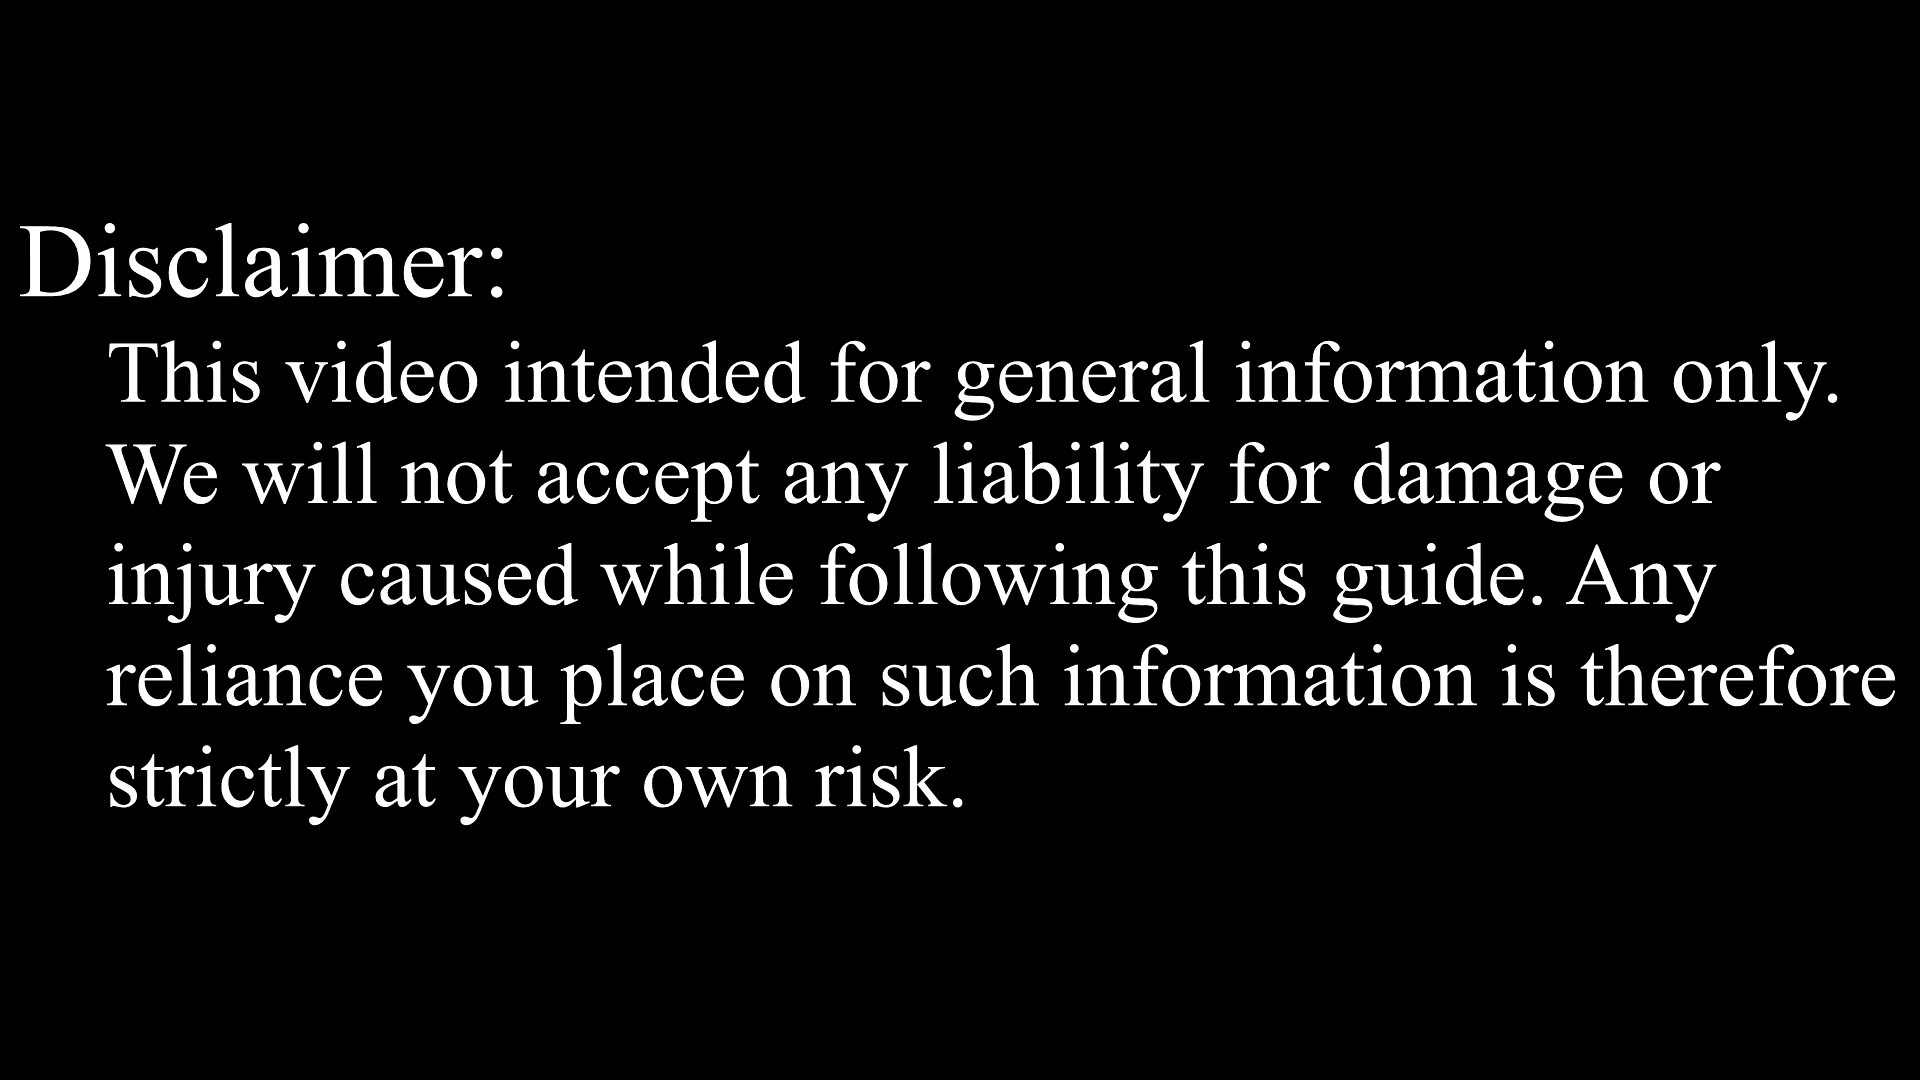 Disclaimer:
This video intended for general information only.
We will not accept any liability for damage or
injury caused while following this guide. Any
reliance you place on such information is therefore
strictly at your own risk.